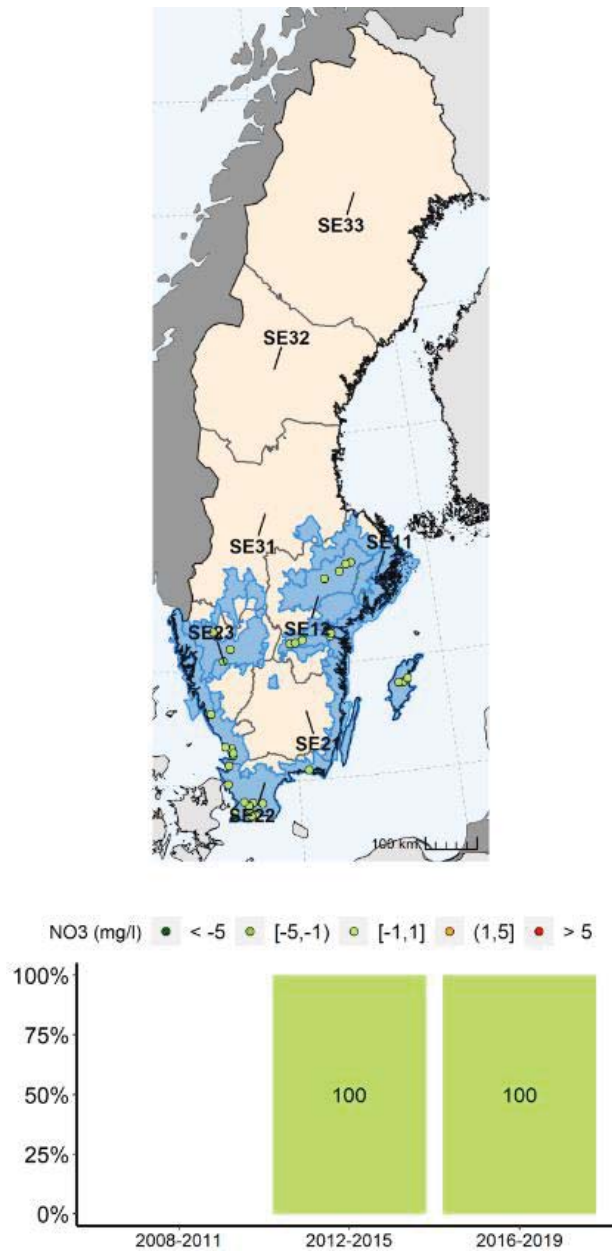 SE33
SE32
SE11
SE31
SE12
SE23
SE21
SE22
100 km
NO3 (mg/l) < -5 [-5,-1) [-1,1] (1,5] > 5
100%
75%
50%
25%
0%
100 100
2008-2011 2012-2015 2016-2019